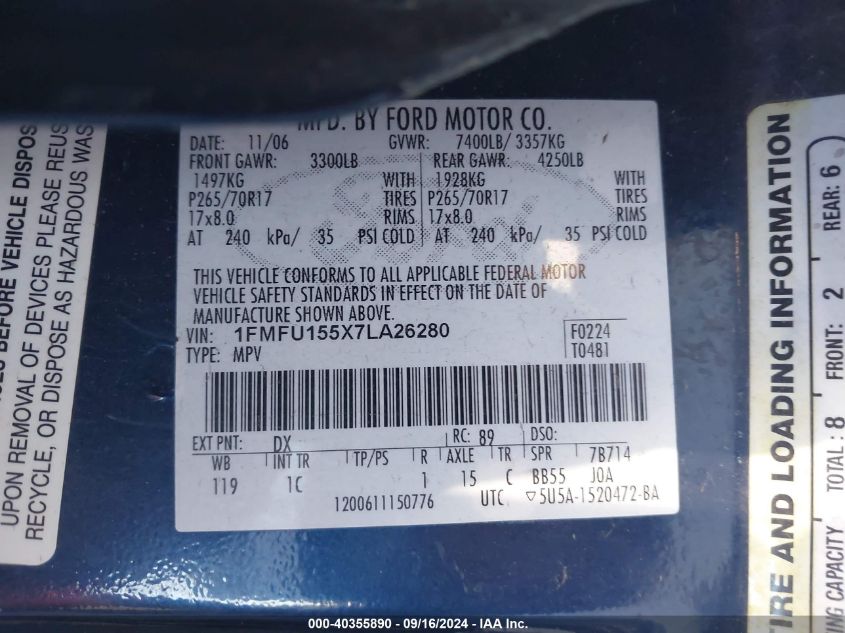 UPON REMOVAL OF DEVICES PLEASE REUSE
RECYCLE, OR DISPOSE AS HAZARDOUS WAS
BEFORE VEHICLE DISPOS
MFD. BY FORD MOTOR CO.
DATE: 11/06 GVWR: 7400LB/ 3357KG
FRONT GAWR: 3300LB REAR GAWR: 4250LB
1497KG WITH 1928KG WITH
P265/70R17 TIRES P265/70R17 TIRES
17x8.0 RIMS 17x8.0 RIMS
AT 240 kPa/ 35 PSI COLD AT 240 kPa/ 35 PSI COLD
THIS VEHICLE CONFORMS TO ALL APPLICABLE FEDERAL MOTOR
VEHICLE SAFETY STANDARDS IN EFFECT ON THE DATE OF
MANUFACTURE SHOWN ABOVE.
VIN: 1FMFU155X7LA26280 F0224
TYPE: MPV T0481
EXT PNT: DX RC: 89 DSO:
WB INT TR TP/PS R AXLE TR SPR 7B714
119 1C 1 15 C BB55 JOA
1200611150776 UTC ▽5U5A-1520472-BA
TIRE AND LOADING INFORMATION
TOTAL: 8 FRONT: 2 REAR: 6
CAPACITY
000-40355890 - 09/16/2024 - IAA Inc.